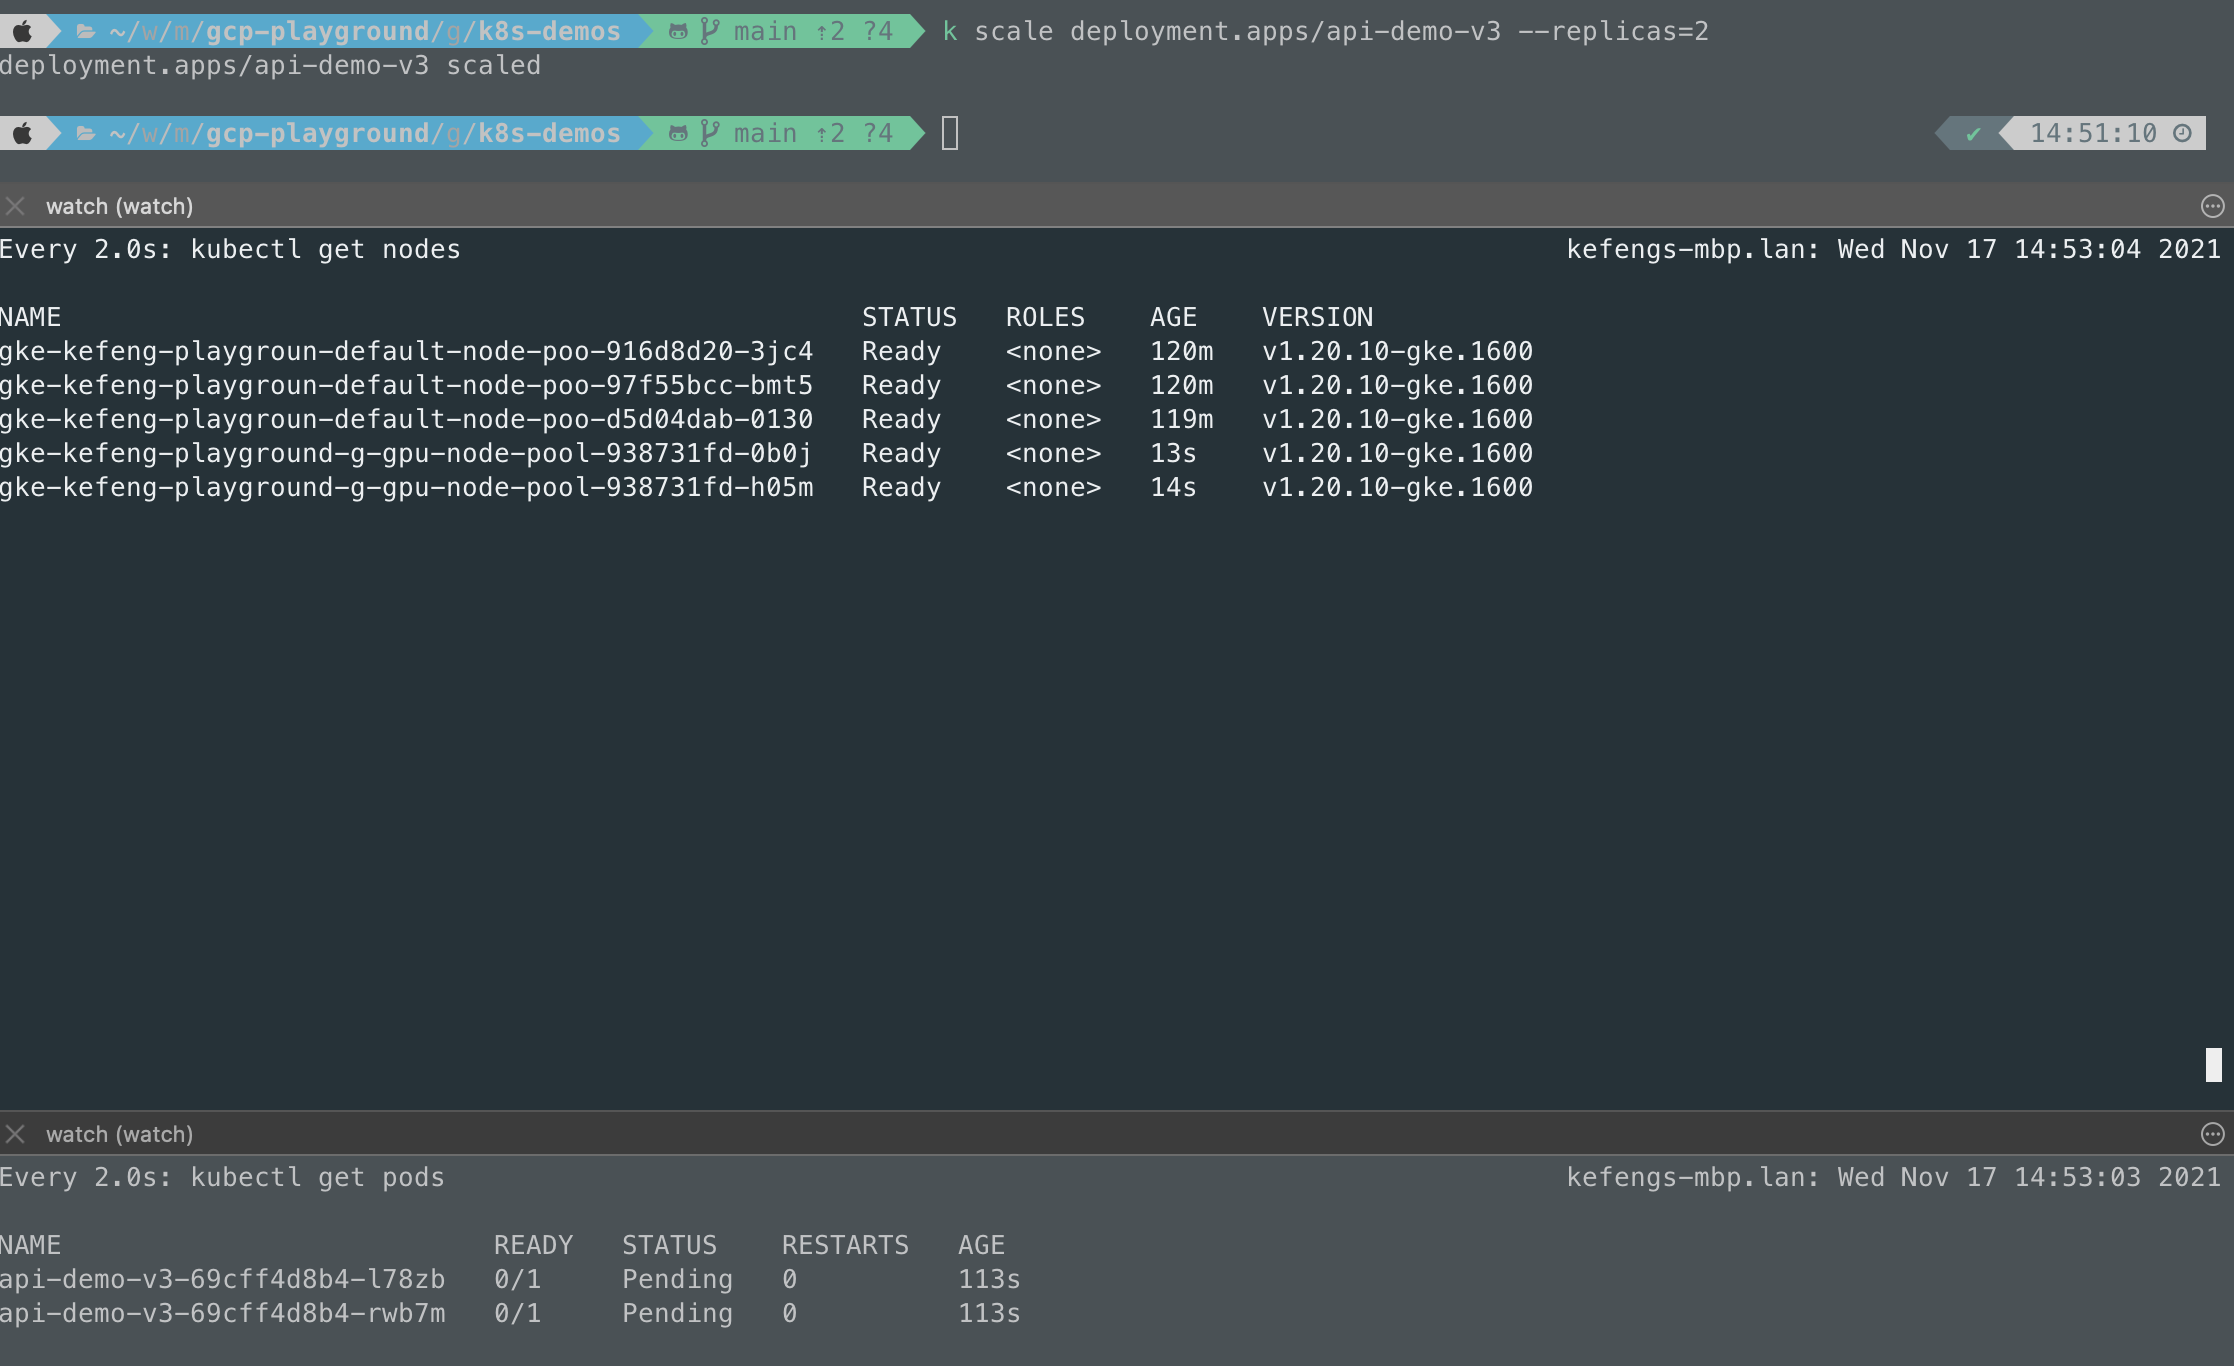 ~/w/m/gcp-playground/g/k8s-demos main ⇡2 ?4 k scale deployment.apps/api-demo-v3 --replicas=2
deployment.apps/api-demo-v3 scaled
~/w/m/gcp-playground/g/k8s-demos main ⇡2 ?4 ✔ 14:51:10
watch (watch)
Every 2.0s: kubectl get nodes kefengs-mbp.lan: Wed Nov 17 14:53:04 2021
NAME STATUS ROLES AGE VERSION
gke-kefeng-playgroun-default-node-poo-916d8d20-3jc4 Ready <none> 120m v1.20.10-gke.1600
gke-kefeng-playgroun-default-node-poo-97f55bcc-bmt5 Ready <none> 120m v1.20.10-gke.1600
gke-kefeng-playgroun-default-node-poo-d5d04dab-0130 Ready <none> 119m v1.20.10-gke.1600
gke-kefeng-playground-g-gpu-node-pool-938731fd-0b0j Ready <none> 13s v1.20.10-gke.1600
gke-kefeng-playground-g-gpu-node-pool-938731fd-h05m Ready <none> 14s v1.20.10-gke.1600
watch (watch)
Every 2.0s: kubectl get pods kefengs-mbp.lan: Wed Nov 17 14:53:03 2021
NAME READY STATUS RESTARTS AGE
api-demo-v3-69cff4d8b4-l78zb 0/1 Pending 0 113s
api-demo-v3-69cff4d8b4-rwb7m 0/1 Pending 0 113s